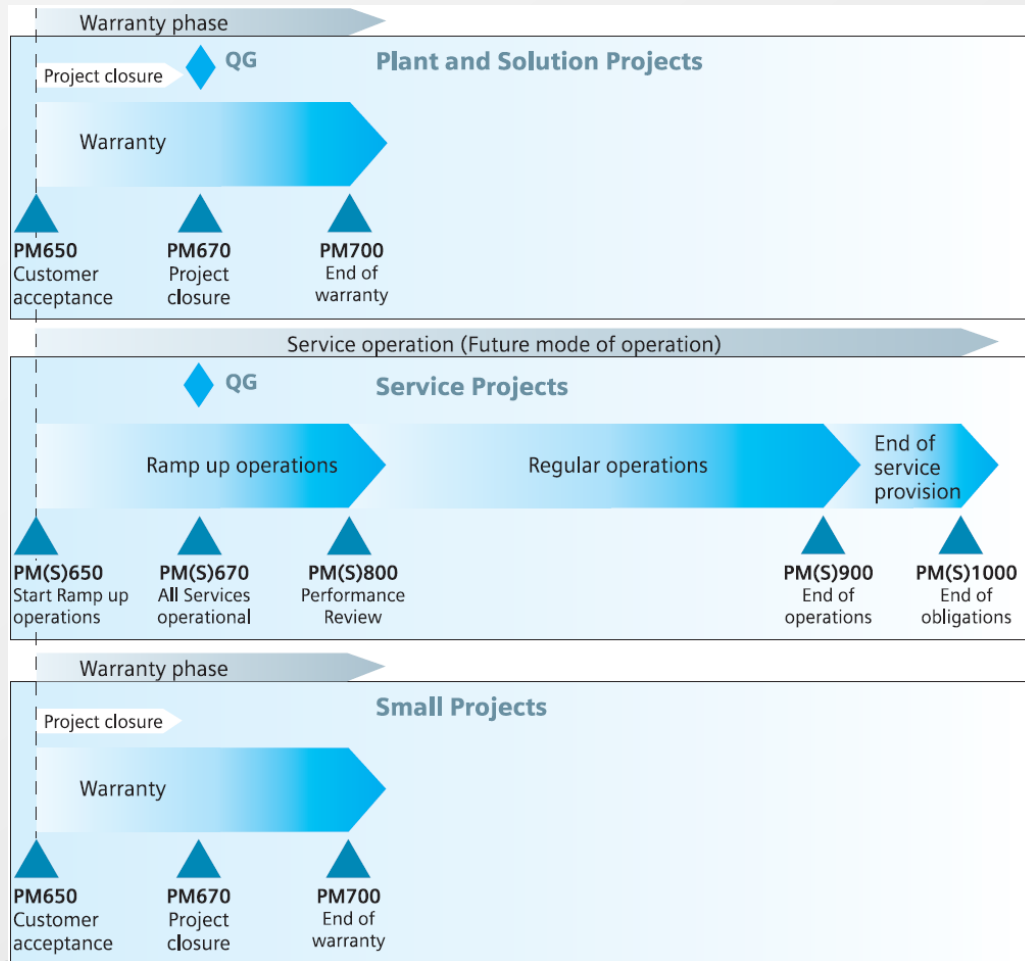 Warranty phase
Project closure
QG
Plant and Solution Projects
Warranty
PM650
Customer
acceptance
PM670
Project
closure
PM700
End of
warranty
Service operation (Future mode of operation)
QG
Service Projects
Ramp up operations
Regular operations
End of
service
provision
PM(S)650
Start Ramp up
operations
PM(S)670
All Services
operational
PM(S)800
Performance
Review
PM(S)900
End of
operations
PM(S)1000
End of
obligations
Warranty phase
Project closure
Small Projects
Warranty
PM650
Customer
acceptance
PM670
Project
closure
PM700
End of
warranty